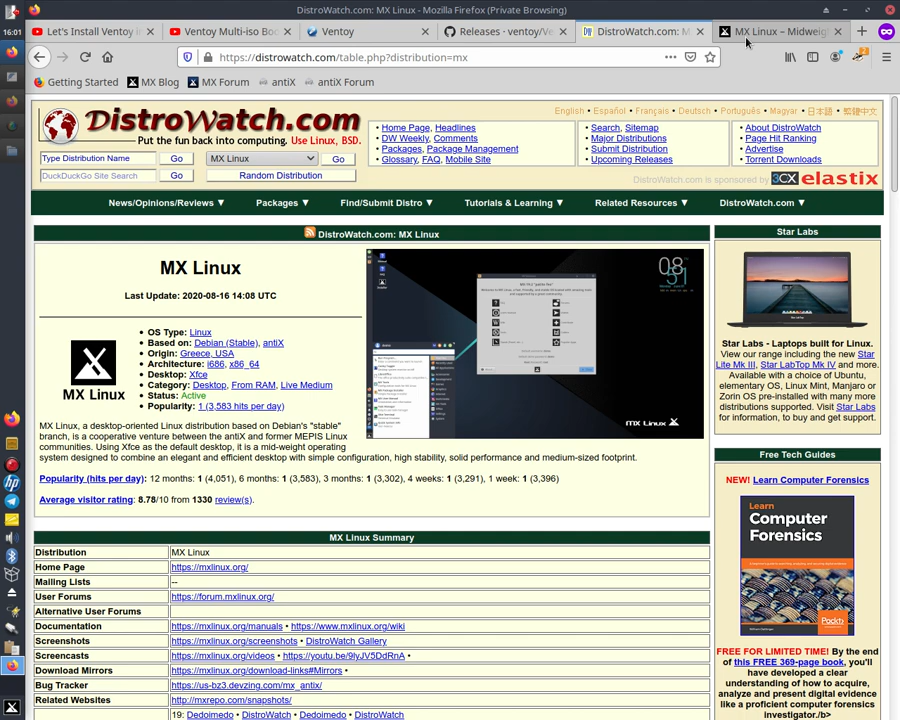 DistroWatch.com: MX Linux - Mozilla Firefox (Private Browsing)
16:01
Let's Install Ventoy i
Ventoy Multi-iso Boo
Ventoy
Releases · ventoy/Ve
DistroWatch.com: M
MX Linux – Midweig
https://distrowatch.com/table.php?distribution=mx
Getting Started
MX Blog
MX Forum
antiX
antiX Forum
DistroWatch.com
Put the fun back into computing. Use Linux, BSD.
English • Español • Français • Deutsch • Português • Magyar • 日本語 • 繁體中文
• Home Page, Headlines
• DW Weekly, Comments
• Packages, Package Management
• Glossary, FAQ, Mobile Site
• Search, Sitemap
• Major Distributions
• Submit Distribution
• Upcoming Releases
• About DistroWatch
• Page Hit Ranking
• Advertise
• Torrent Downloads
Type Distribution Name
Go
MX Linux
Go
DuckDuckGo Site Search
Go
Random Distribution
DistroWatch.com is sponsored by 3CX elastix
News/Opinions/Reviews ▼
Packages ▼
Find/Submit Distro ▼
Tutorials & Learning ▼
Related Resources ▼
DistroWatch.com ▼
DistroWatch.com: MX Linux
MX Linux
Last Update: 2020-08-16 14:08 UTC
MX Linux
• OS Type: Linux
• Based on: Debian (Stable), antiX
• Origin: Greece, USA
• Architecture: i686, x86_64
• Desktop: Xfce
• Category: Desktop, From RAM, Live Medium
• Status: Active
• Popularity: 1 (3,583 hits per day)
08
51
MX Linux
MX Linux, a desktop-oriented Linux distribution based on Debian's "stable"
branch, is a cooperative venture between the antiX and former MEPIS Linux
communities. Using Xfce as the default desktop, it is a mid-weight operating
system designed to combine an elegant and efficient desktop with simple configuration, high stability, solid performance and medium-sized footprint.
Popularity (hits per day): 12 months: 1 (4,051), 6 months: 1 (3,583), 3 months: 1 (3,302), 4 weeks: 1 (3,291), 1 week: 1 (3,396)
Average visitor rating: 8.78/10 from 1330 review(s).
MX Linux Summary
Distribution MX Linux
Home Page https://mxlinux.org/
Mailing Lists --
User Forums https://forum.mxlinux.org/
Alternative User Forums
Documentation https://mxlinux.org/manuals • https://www.mxlinux.org/wiki
Screenshots https://mxlinux.org/screenshots • DistroWatch Gallery
Screencasts https://mxlinux.org/videos • https://youtu.be/9lyJV5DdRnA •
Download Mirrors https://mxlinux.org/download-links#Mirrors •
Bug Tracker https://us-bz3.devzing.com/mx_antix/
Related Websites http://mxrepo.com/snapshots/
19: Dedoimedo • DistroWatch • Dedoimedo • DistroWatch
Star Labs
Star Labs - Laptops built for Linux.
View our range including the new Star
Lite Mk III, Star LabTop Mk IV and more.
Available with a choice of Ubuntu,
elementary OS, Linux Mint, Manjaro or
Zorin OS pre-installed with many more
distributions supported. Visit Star Labs
for information, to buy and get support.
Free Tech Guides
NEW! Learn Computer Forensics
Learn
Computer
Forensics
Packt>
FREE FOR LIMITED TIME! By the end
of this FREE 369-page book, you'll
have developed a clear
understanding of how to acquire,
analyze and present digital evidence
like a proficient computer forensics
investigator./b>